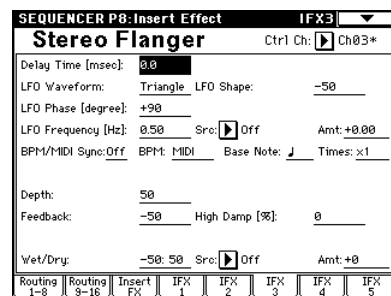 SEQUENCER P8:Insert Effect IFX3
Stereo Flanger Ctrl Ch: Ch03*
Delay Time [msec]: 0.0
LFO Waveform: Triangle LFO Shape: -50
LFO Phase [degree]: +90
LFO Frequency [Hz]: 0.50 Src: Off Amt:+0.00
BPM/MIDI Sync:Off BPM: MIDI Base Note: ♩ Times: x1
Depth: 50
Feedback: -50 High Damp [%]: 0
Wet/Dry: -50: 50 Src: Off Amt:+0
Routing 1-8 Routing 9-16 Insert FX IFX 1 IFX 2 IFX 3 IFX 4 IFX 5